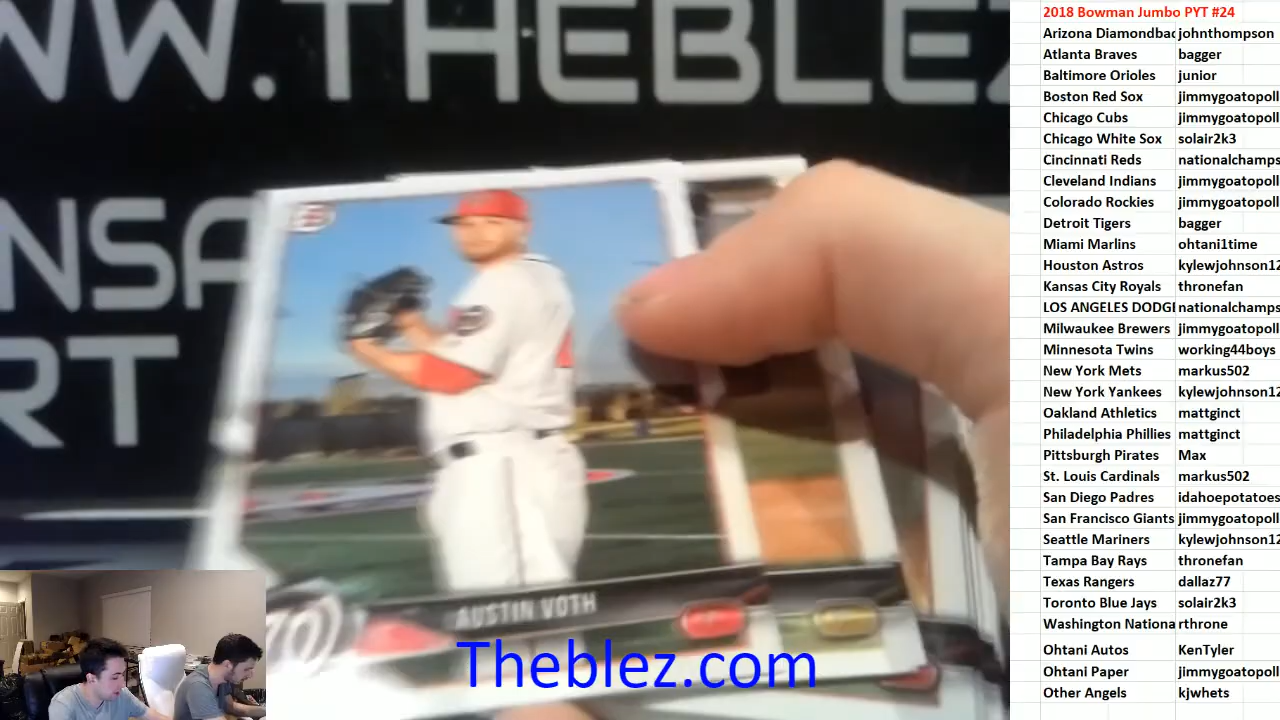 WW.THEBLEZ
NSA
RT
AUSTIN VOTH
Theblez.com
2018 Bowman Jumbo PYT #24
Arizona Diamondbac johnthompson
Atlanta Braves bagger
Baltimore Orioles junior
Boston Red Sox jimmygoatopoll
Chicago Cubs jimmygoatopoll
Chicago White Sox solair2k3
Cincinnati Reds nationalchamps
Cleveland Indians jimmygoatopoll
Colorado Rockies jimmygoatopoll
Detroit Tigers bagger
Miami Marlins ohtani1time
Houston Astros kylewjohnson12
Kansas City Royals thronefan
LOS ANGELES DODGE nationalchamps
Milwaukee Brewers jimmygoatopoll
Minnesota Twins working44boys
New York Mets markus502
New York Yankees kylewjohnson12
Oakland Athletics mattginct
Philadelphia Phillies mattginct
Pittsburgh Pirates Max
St. Louis Cardinals markus502
San Diego Padres idahoepotatoes
San Francisco Giants jimmygoatopoll
Seattle Mariners kylewjohnson12
Tampa Bay Rays thronefan
Texas Rangers dallaz77
Toronto Blue Jays solair2k3
Washington Nationa rthrone
Ohtani Autos KenTyler
Ohtani Paper jimmygoatopoll
Other Angels kjwhets